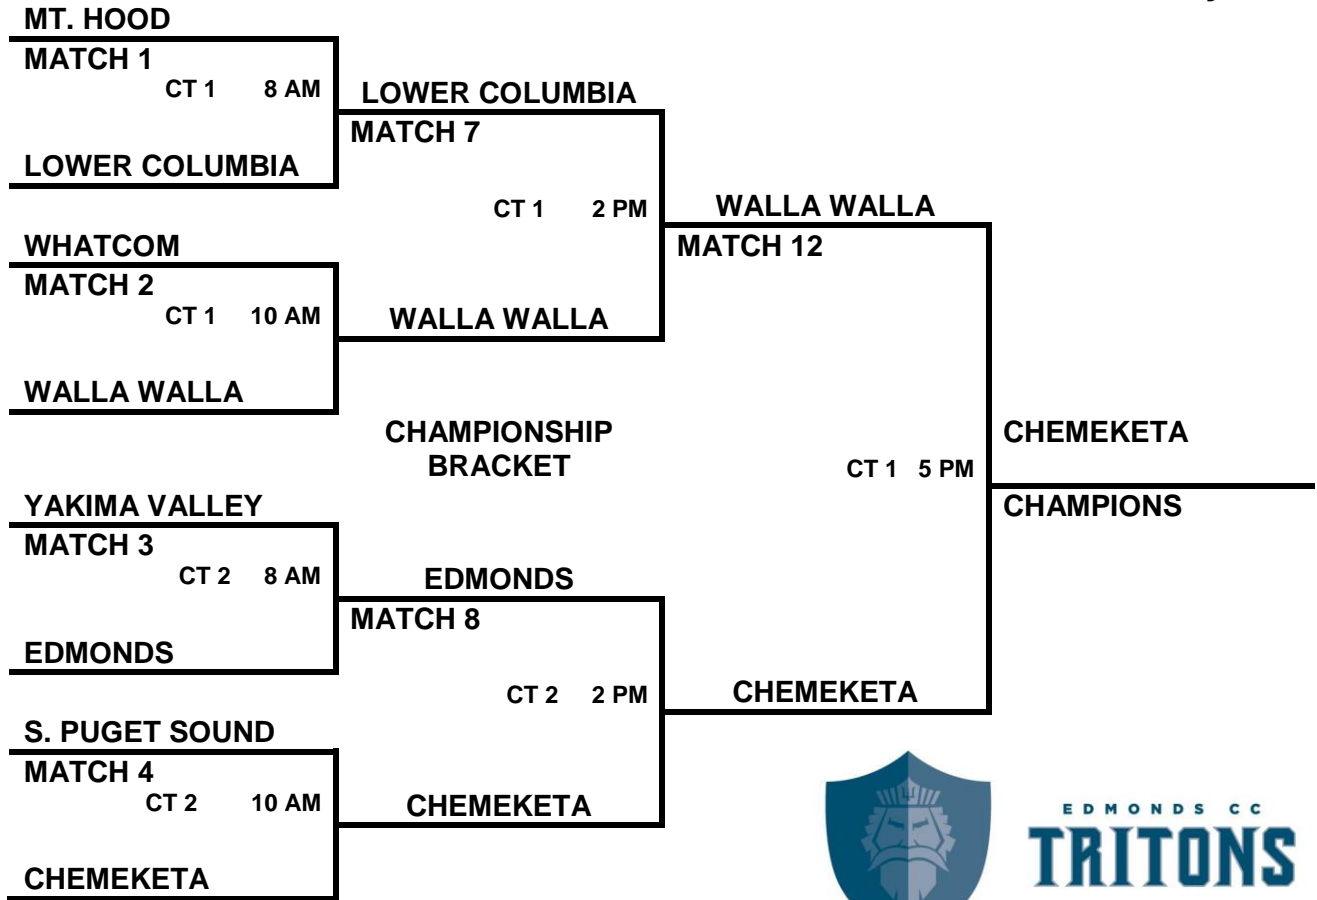 MT. HOOD
MATCH 1
CT 1 8 AM
LOWER COLUMBIA
LOWER COLUMBIA
MATCH 7
CT 1 2 PM
WALLA WALLA
MATCH 12
WHATCOM
MATCH 2
CT 1 10 AM
WALLA WALLA
WALLA WALLA
CHAMPIONSHIP
BRACKET
CT 1 5 PM
CHEMEKETA
CHAMPIONS
YAKIMA VALLEY
MATCH 3
CT 2 8 AM
EDMONDS
EDMONDS
MATCH 8
CT 2 2 PM
CHEMEKETA
S. PUGET SOUND
MATCH 4
CT 2 10 AM
CHEMEKETA
CHEMEKETA
EDMONDS CC
TRITONS